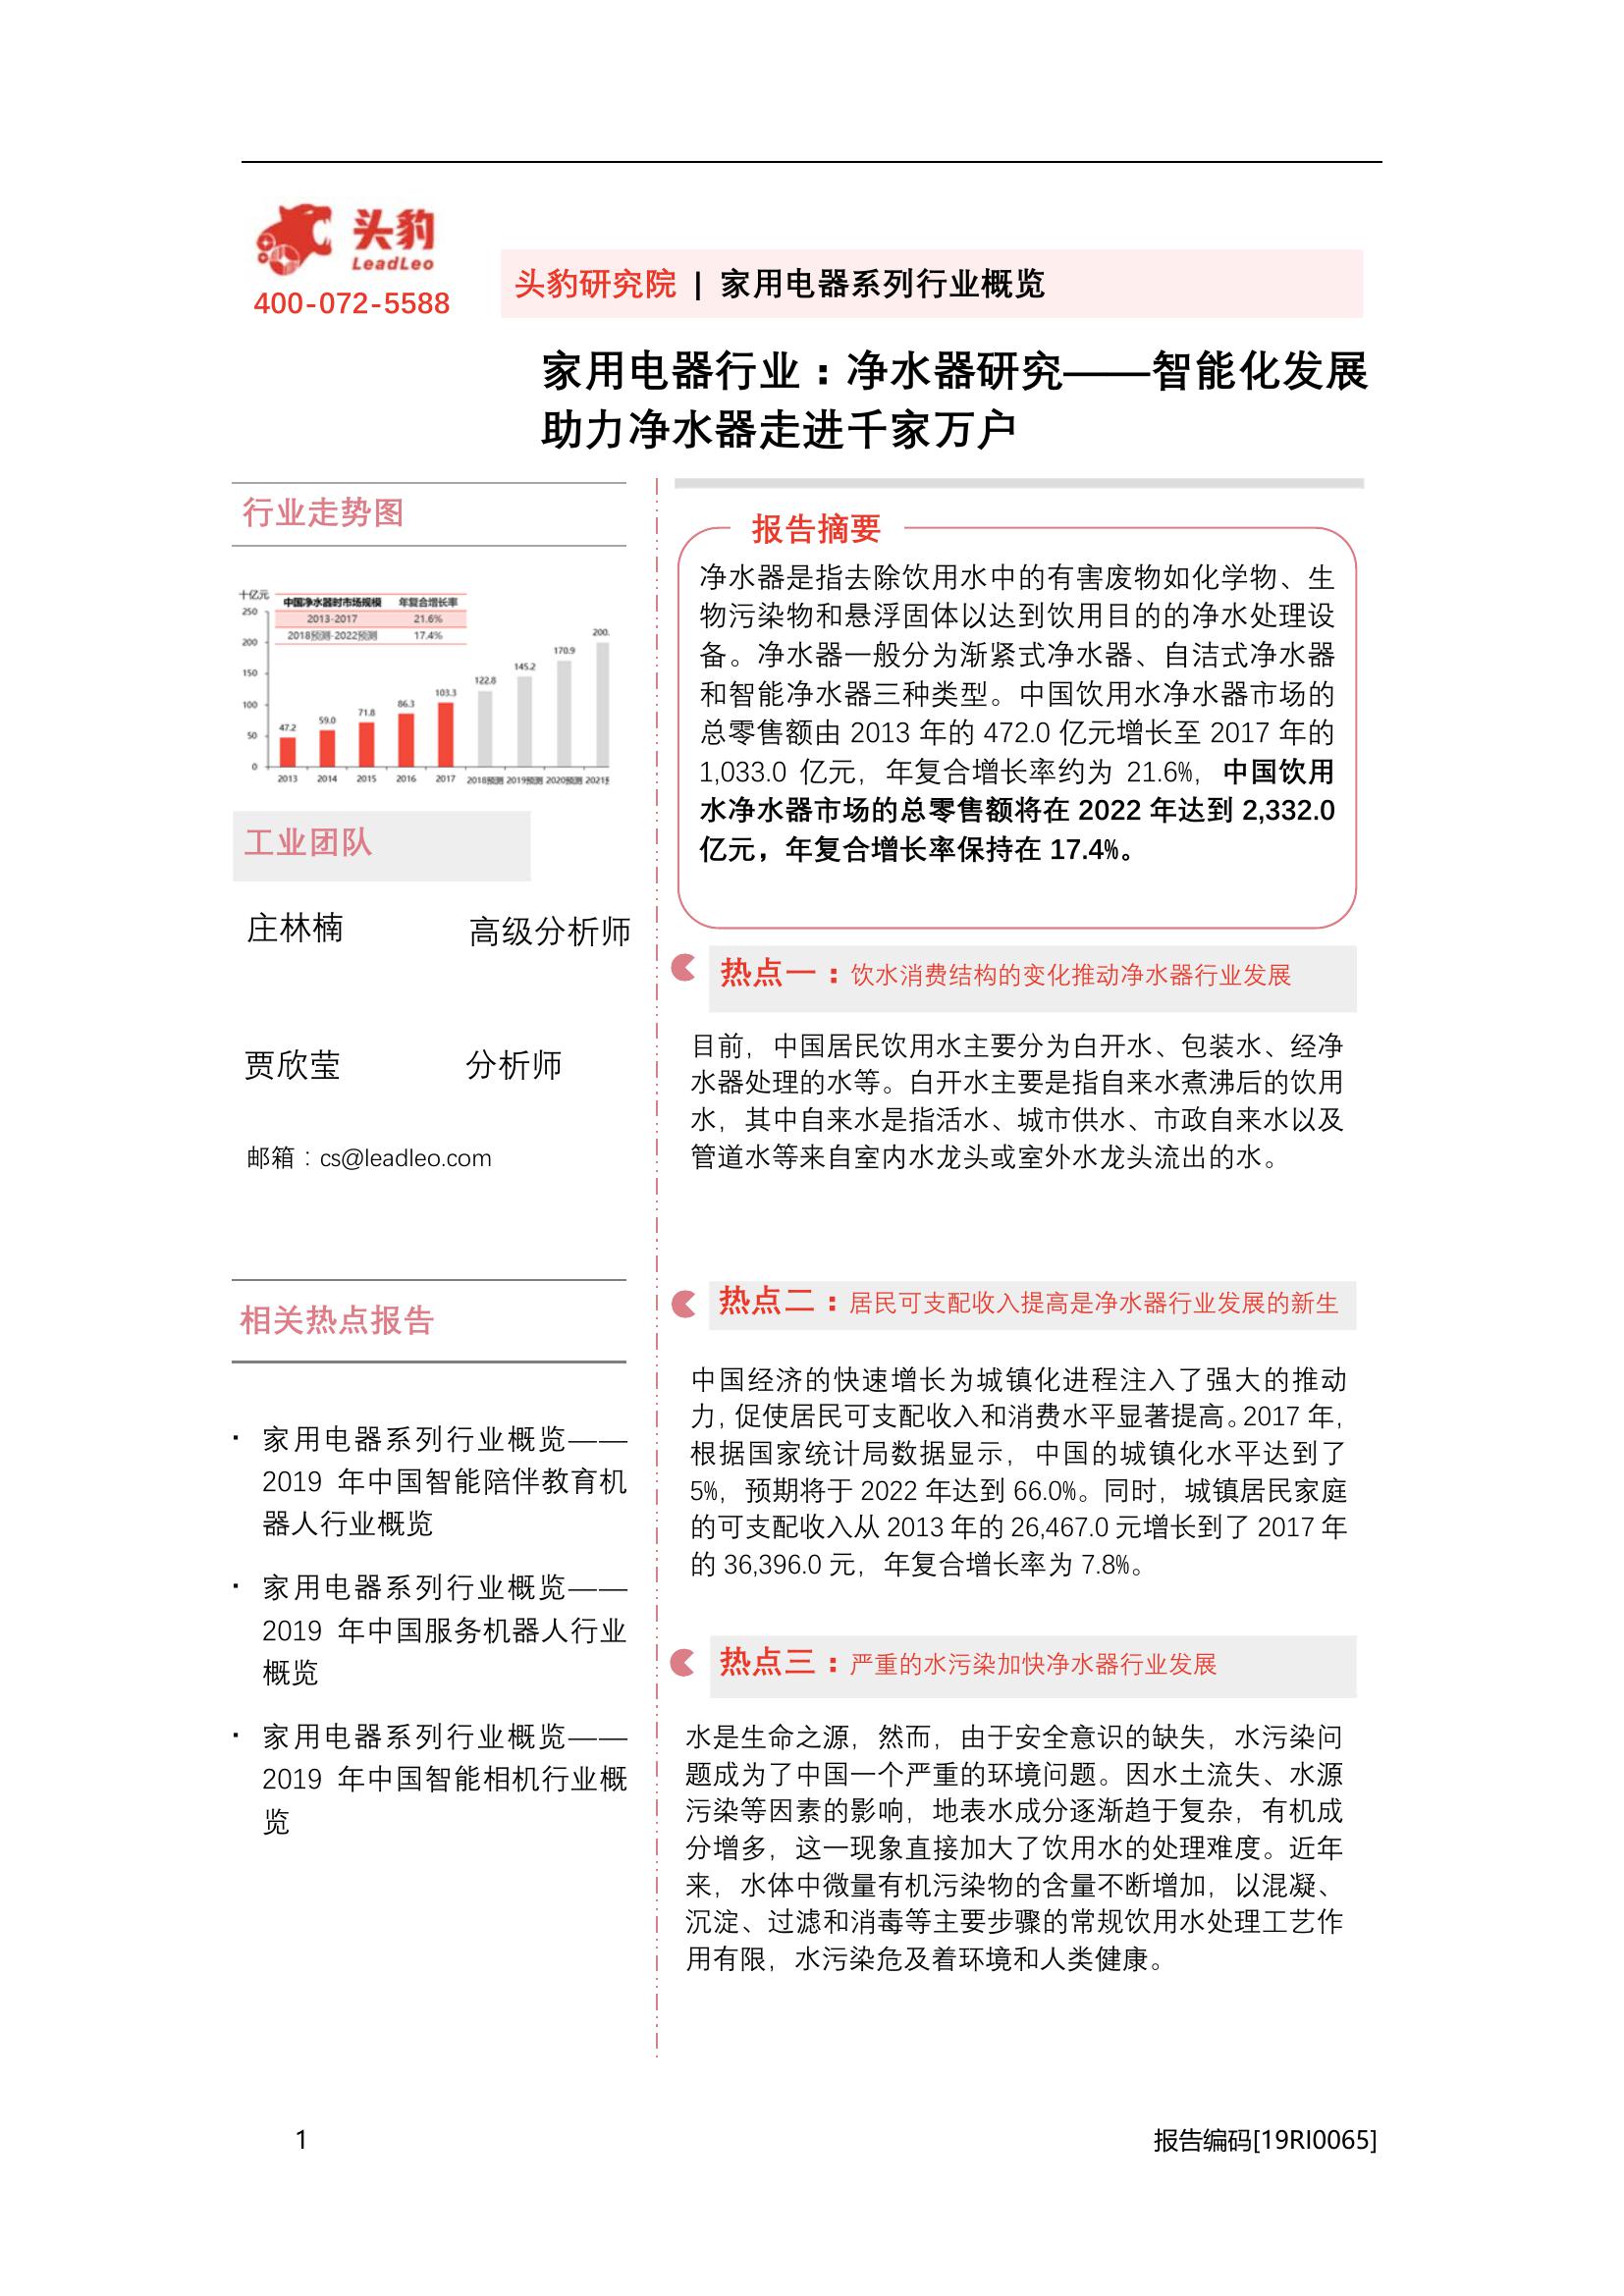 头豹
LeadLeo
400-072-5588
头豹研究院 | 家用电器系列行业概览
家用电器行业：净水器研究——智能化发展
助力净水器走进千家万户
行业走势图
十亿元
中国净水器时市场规模 年复合增长率
2013-2017 21.6%
2018预测-2022预测 17.4%
250
200
150
100
50
0
47.2
59.0
71.8
86.3
103.3
122.8
145.2
170.9
200.
2013 2014 2015 2016 2017 2018预测 2019预测 2020预测 2021
工业团队
庄林楠 高级分析师
贾欣莹 分析师
邮箱：cs@leadleo.com
相关热点报告
· 家用电器系列行业概览——
2019 年中国智能陪伴教育机
器人行业概览
· 家用电器系列行业概览——
2019 年中国服务机器人行业
概览
· 家用电器系列行业概览——
2019 年中国智能相机行业概
览
报告摘要
净水器是指去除饮用水中的有害废物如化学物、生
物污染物和悬浮固体以达到饮用目的的净水处理设
备。净水器一般分为渐紧式净水器、自洁式净水器
和智能净水器三种类型。中国饮用水净水器市场的
总零售额由 2013 年的 472.0 亿元增长至 2017 年的
1,033.0 亿元，年复合增长率约为 21.6%，中国饮用
水净水器市场的总零售额将在 2022 年达到 2,332.0
亿元，年复合增长率保持在 17.4%。
热点一：饮水消费结构的变化推动净水器行业发展
目前，中国居民饮用水主要分为白开水、包装水、经净
水器处理的水等。白开水主要是指自来水煮沸后的饮用
水，其中自来水是指活水、城市供水、市政自来水以及
管道水等来自室内水龙头或室外水龙头流出的水。
热点二：居民可支配收入提高是净水器行业发展的新生
中国经济的快速增长为城镇化进程注入了强大的推动
力，促使居民可支配收入和消费水平显著提高。2017 年，
根据国家统计局数据显示，中国的城镇化水平达到了
5%，预期将于 2022 年达到 66.0%。同时，城镇居民家庭
的可支配收入从 2013 年的 26,467.0 元增长到了 2017 年
的 36,396.0 元，年复合增长率为 7.8%。
热点三：严重的水污染加快净水器行业发展
水是生命之源，然而，由于安全意识的缺失，水污染问
题成为了中国一个严重的环境问题。因水土流失、水源
污染等因素的影响，地表水成分逐渐趋于复杂，有机成
分增多，这一现象直接加大了饮用水的处理难度。近年
来，水体中微量有机污染物的含量不断增加，以混凝、
沉淀、过滤和消毒等主要步骤的常规饮用水处理工艺作
用有限，水污染危及着环境和人类健康。
1 报告编码[19RI0065]